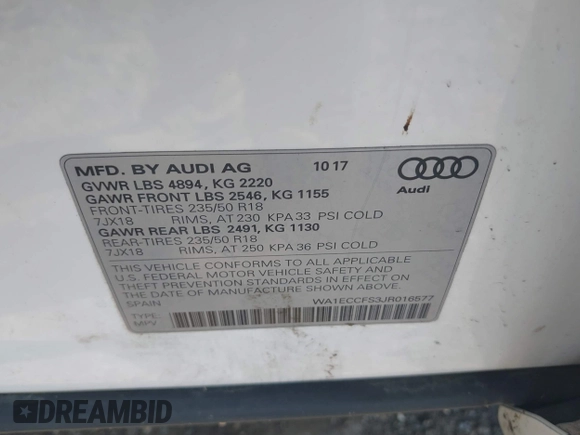 MFD. BY AUDI AG 10 17
GVWR LBS 4894, KG 2220
GAWR FRONT LBS 2546, KG 1155
FRONT-TIRES 235/50 R18
7JX18 RIMS, AT 230 KPA 33 PSI COLD
GAWR REAR LBS 2491, KG 1130
REAR-TIRES 235/50 R18
7JX18 RIMS, AT 250 KPA 36 PSI COLD
Audi
THIS VEHICLE CONFORMS TO ALL APPLICABLE
U.S. FEDERAL MOTOR VEHICLE SAFETY AND
THEFT PREVENTION STANDARDS IN EFFECT ON
THE DATE OF MANUFACTURE SHOWN ABOVE
SPAIN WA1ECCFS3JR016577
TYPE:
MPV
DREAMBID